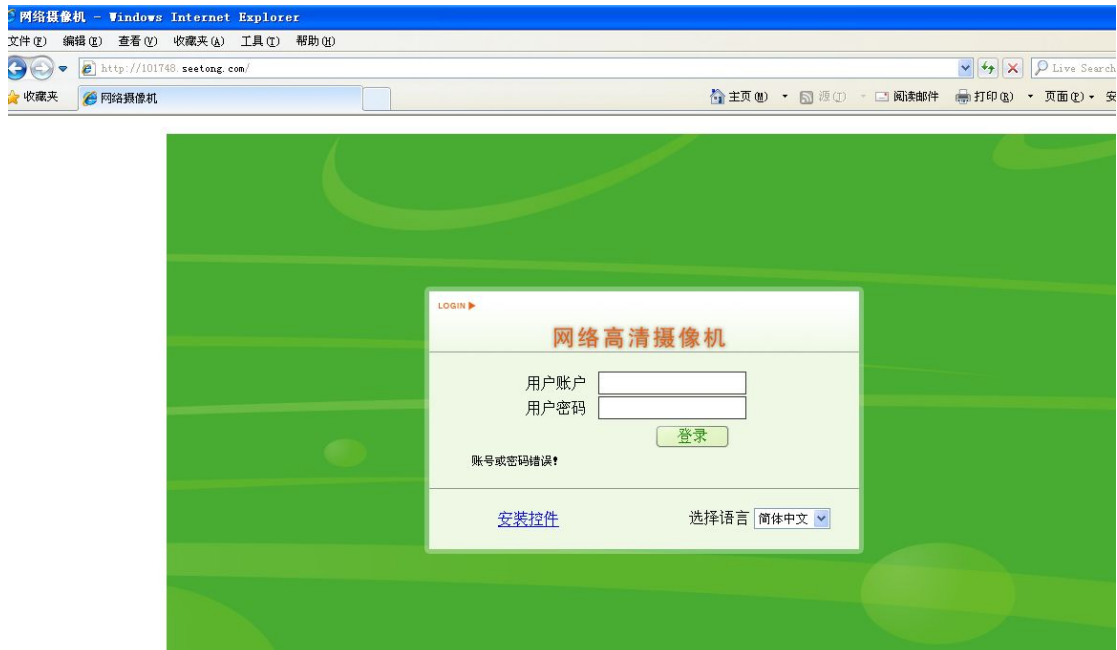 网络摄像机 - Windows Internet Explorer
文件(F) 编辑(E) 查看(V) 收藏夹(A) 工具(T) 帮助(H)
http://101748.seetong.com/ Live Search
收藏夹 网络摄像机 主页(M) 源(J) 阅读邮件 打印(R) 页面(P) 安
LOGIN
网络高清摄像机
用户账户
用户密码
登录
账号或密码错误!
安装控件 选择语言 简体中文